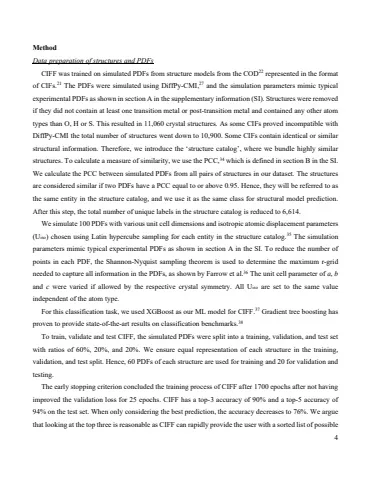 Method
Data preparation of structures and PDFs
CIFF was trained on simulated PDFs from structure models from the COD22 represented in the format
of CIFs.21 The PDFs were simulated using DiffPy-CMI,23 and the simulation parameters mimic typical
experimental PDFs as shown in section A in the supplementary information (SI). Structures were removed
if they did not contain at least one transition metal or post-transition metal and contained any other atom
types than O, H or S. This resulted in 11,060 crystal structures. As some CIFs proved incompatible with
DiffPy-CMI the total number of structures went down to 10,900. Some CIFs contain identical or similar
structural information. Therefore, we introduce the ‘structure catalog’, where we bundle highly similar
structures. To calculate a measure of similarity, we use the PCC,34 which is defined in section B in the SI.
We calculate the PCC between simulated PDFs from all pairs of structures in our dataset. The structures
are considered similar if two PDFs have a PCC equal to or above 0.95. Hence, they will be referred to as
the same entity in the structure catalog, and we use it as the same class for structural model prediction.
After this step, the total number of unique labels in the structure catalog is reduced to 6,614.
We simulate 100 PDFs with various unit cell dimensions and isotropic atomic displacement parameters
(Uiso) chosen using Latin hypercube sampling for each entity in the structure catalog.35 The simulation
parameters mimic typical experimental PDFs as shown in section A in the SI. To reduce the number of
points in each PDF, the Shannon-Nyquist sampling theorem is used to determine the maximum r-grid
needed to capture all information in the PDFs, as shown by Farrow et al.36 The unit cell parameter of a, b
and c were varied if allowed by the respective crystal symmetry. All Uiso are set to the same value
independent of the atom type.
For this classification task, we used XGBoost as our ML model for CIFF.37 Gradient tree boosting has
proven to provide state-of-the-art results on classification benchmarks.38
To train, validate and test CIFF, the simulated PDFs were split into a training, validation, and test set
with ratios of 60%, 20%, and 20%. We ensure equal representation of each structure in the training,
validation, and test split. Hence, 60 PDFs of each structure are used for training and 20 for validation and
testing.
The early stopping criterion concluded the training process of CIFF after 1700 epochs after not having
improved the validation loss for 25 epochs. CIFF has a top-3 accuracy of 90% and a top-5 accuracy of
94% on the test set. When only considering the best prediction, the accuracy decreases to 76%. We argue
that looking at the top three is reasonable as CIFF can rapidly provide the user with a sorted list of possible
4